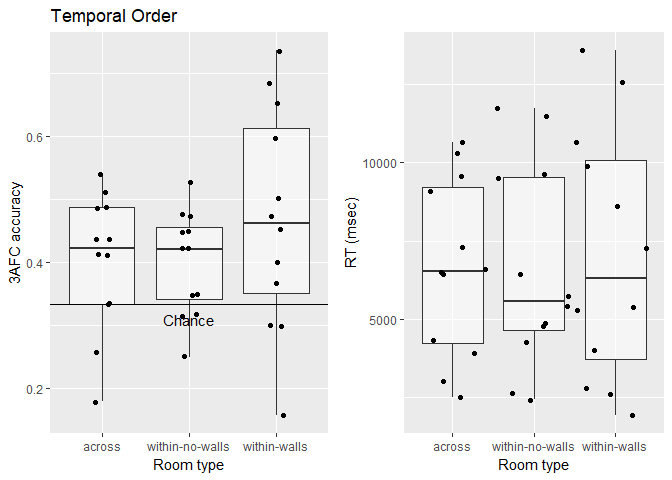 Temporal Order
3AFC accuracy
0.6
0.4
0.2
Chance
across
within-no-walls
within-walls
Room type
RT (msec)
10000
5000
across
within-no-walls
within-walls
Room type